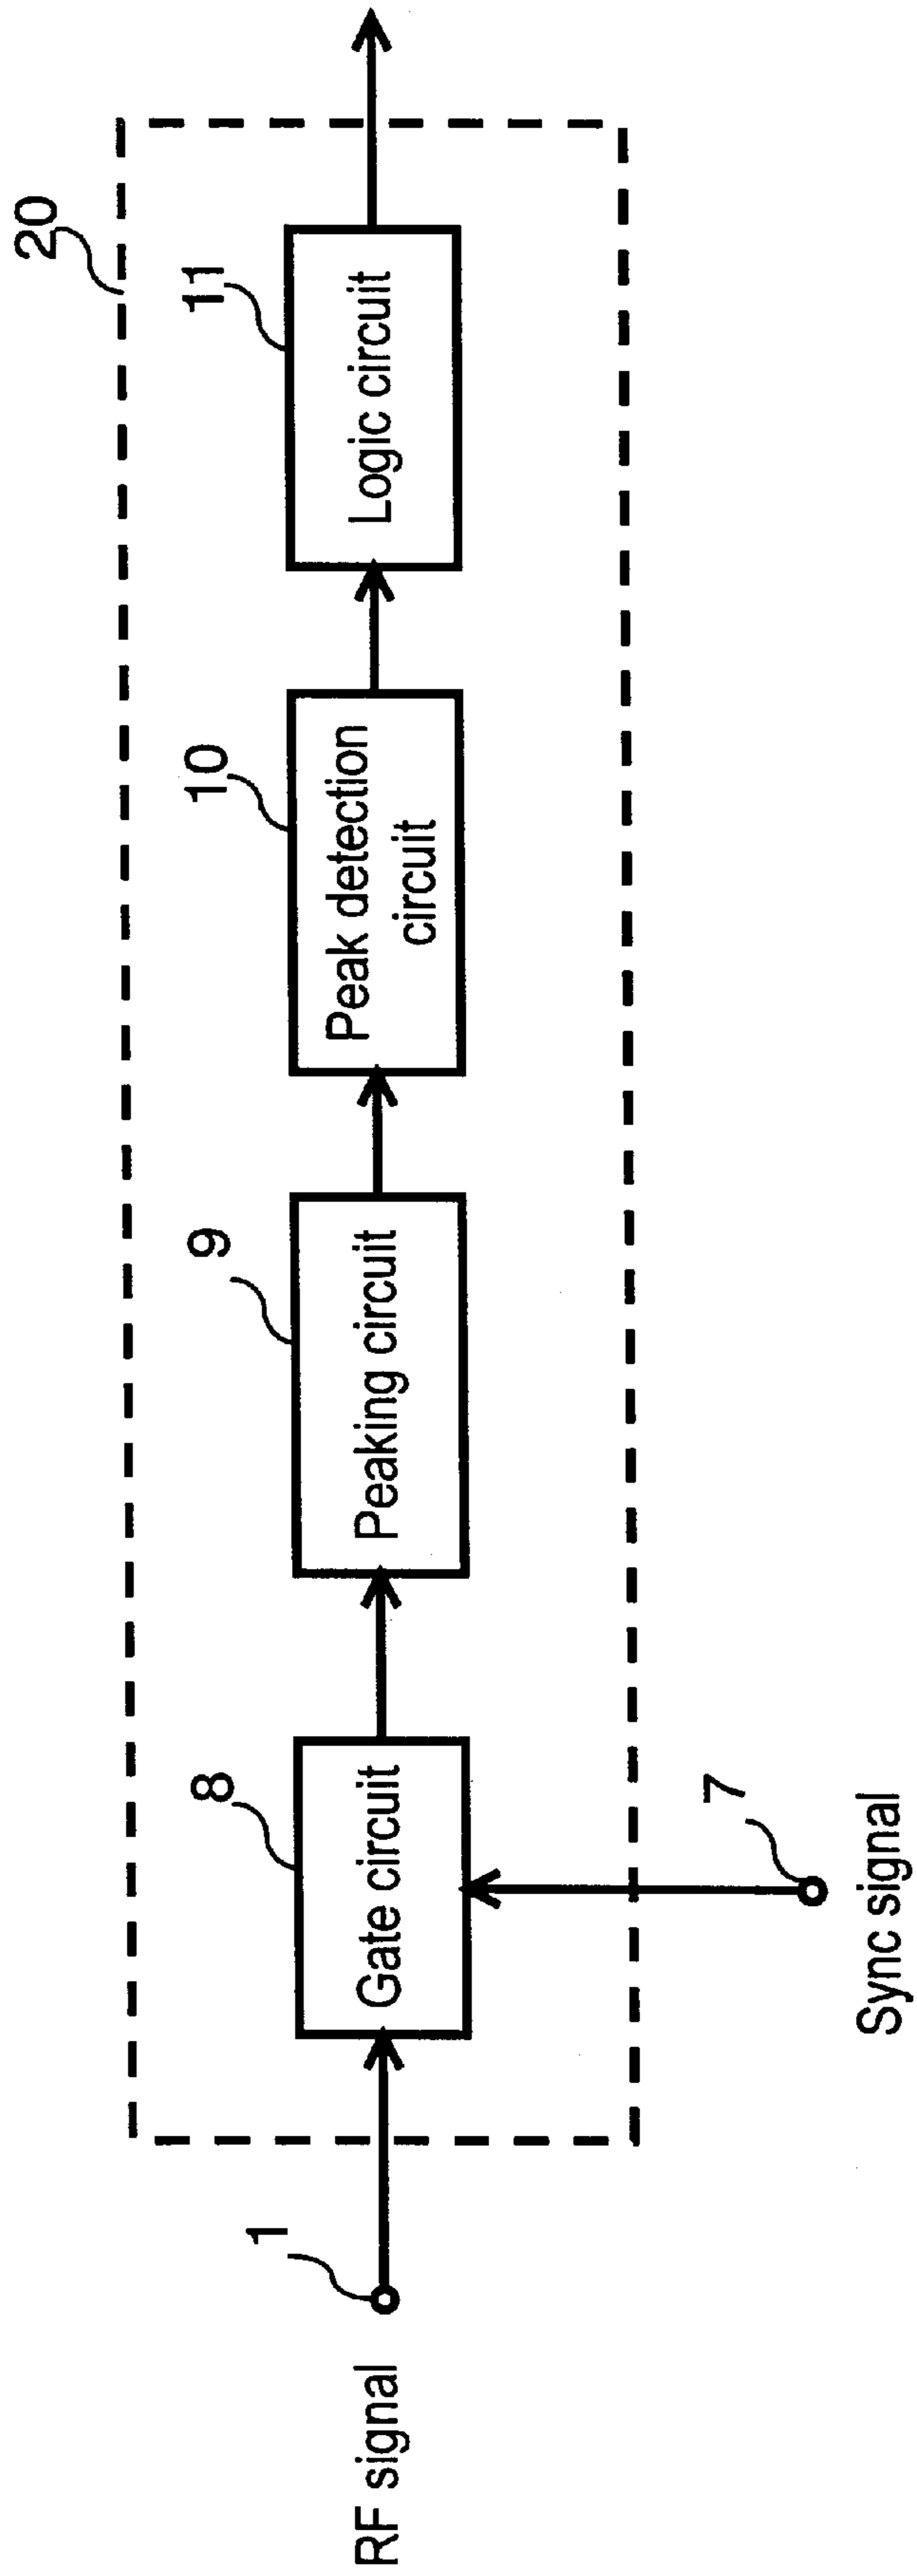 20
11
Logic circuit
10
Peak detection
circuit
9
Peaking circuit
8
Gate circuit
7
Sync signal
1
RF signal